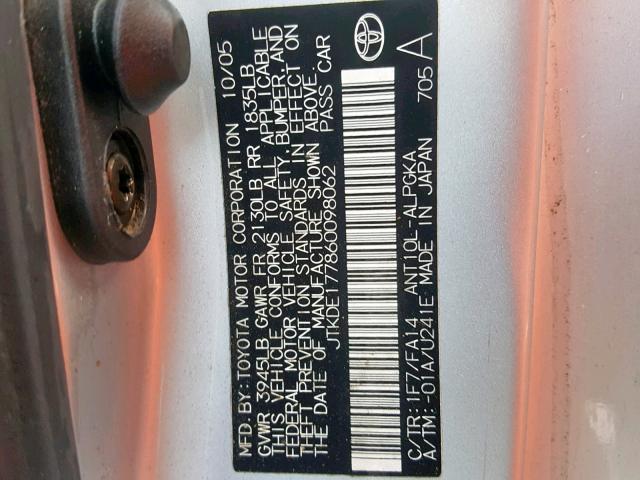 MFD. BY: TOYOTA MOTOR CORPORATION 10/05
GVWR 3945LB GAWR FR 2130LB RR 1835LB
THIS VEHICLE CONFORMS TO ALL APPLICABLE
FEDERAL MOTOR VEHICLE SAFETY, BUMPER, AND
THEFT PREVENTION STANDARDS IN EFFECT ON
THE DATE OF MANUFACTURE SHOWN ABOVE.
JTKDE177860098062 PASS CAR
C/TR: 1F7/FA14 ANT10L-ALPGKA
A/TM: -01A/U241E MADE IN JAPAN 705 A